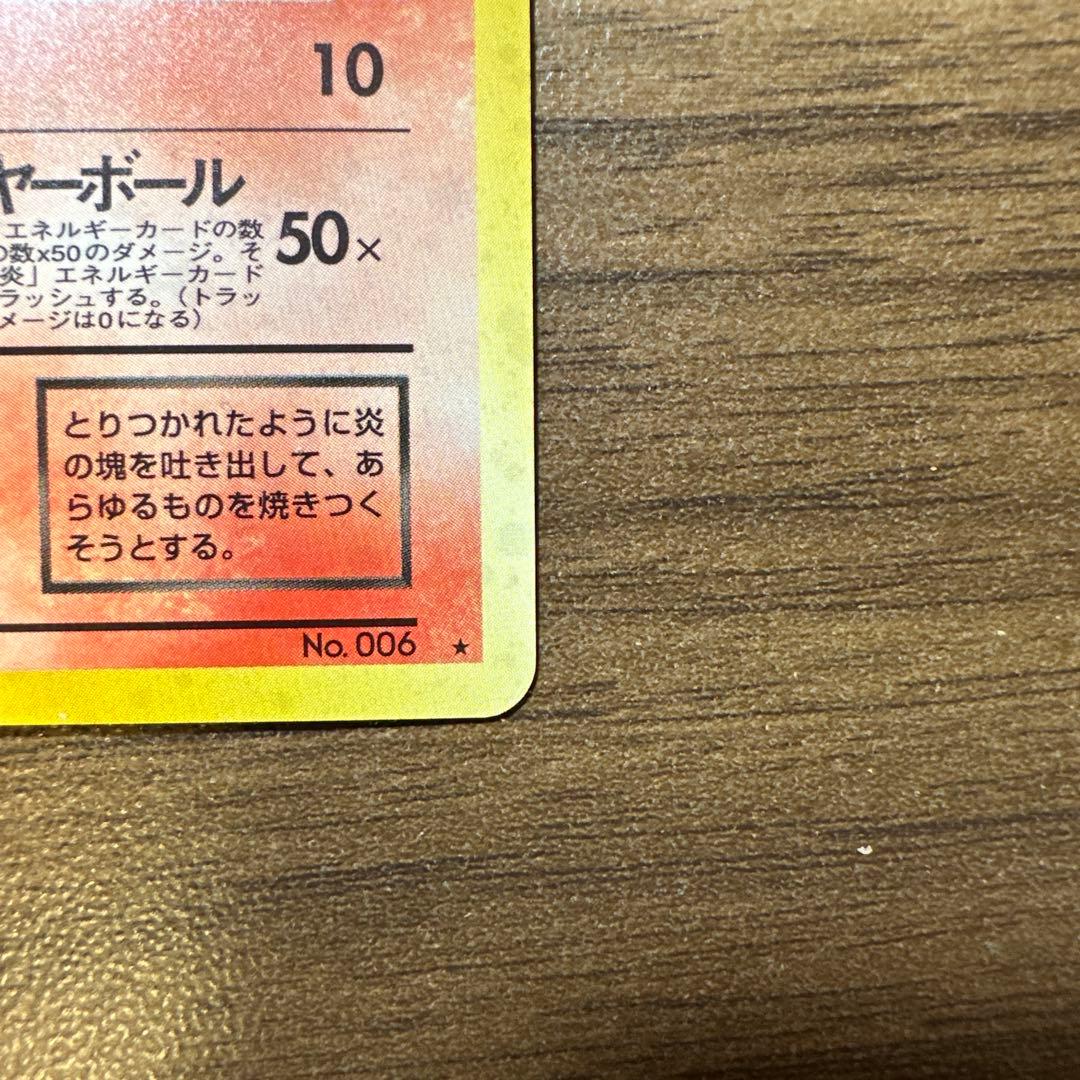 10
ヤーボール
エネルギーカードの数
の数x50のダメージ。そ
50×
炎」エネルギーカード
ラッシュする。（トラッ
メージは0になる）
とりつかれたように炎
の塊を吐き出して、あ
らゆるものを焼きつく
そうとする。
No. 006 ★